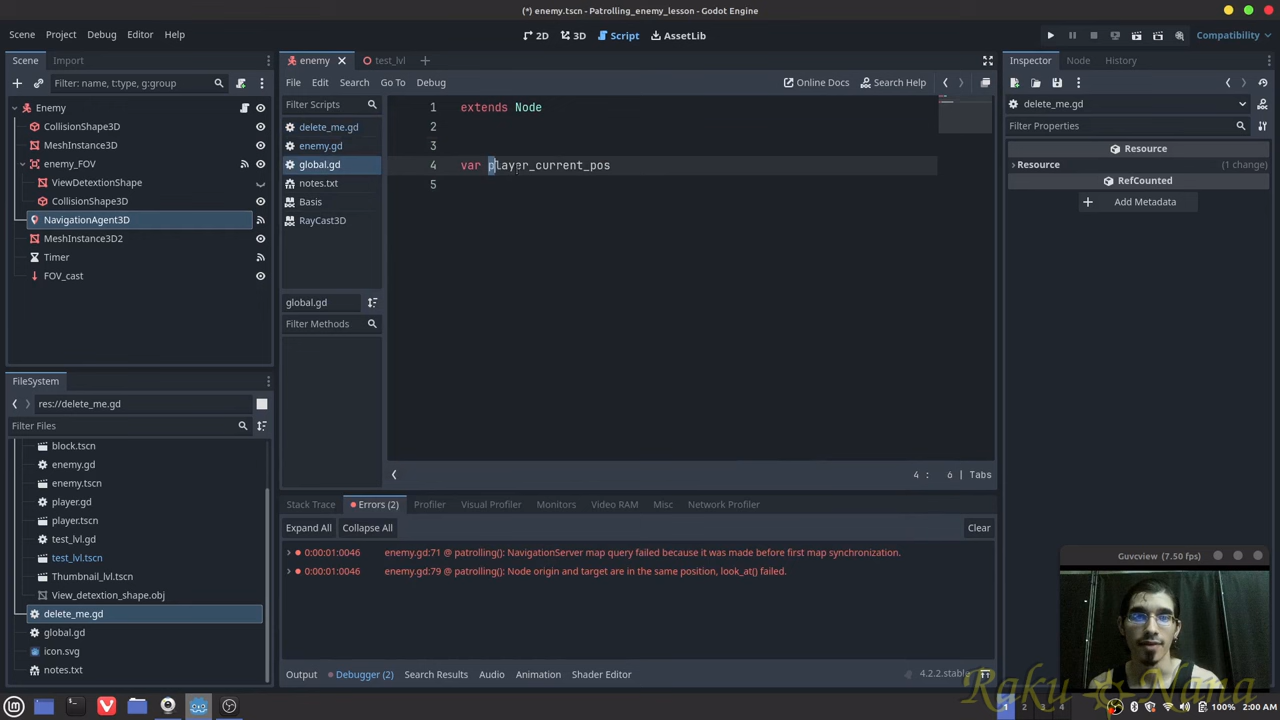 (*) enemy.tscn - Patrolling_enemy_lesson - Godot Engine
Scene Project Debug Editor Help
2D 3D Script AssetLib
Compatibility
Scene Import
enemy test_lvl
Inspector Node History
Filter: name, t:type, g:group
File Edit Search Go To Debug
Online Docs Search Help
Enemy
CollisionShape3D
MeshInstance3D
enemy_FOV
ViewDetextionShape
CollisionShape3D
NavigationAgent3D
MeshInstance3D2
Timer
FOV_cast
Filter Scripts
delete_me.gd
enemy.gd
global.gd
notes.txt
Basis
RayCast3D
global.gd
Filter Methods
1 extends Node
2
3
4 var player_current_pos
5
4 : 6 | Tabs
delete_me.gd
Filter Properties
Resource
Resource (1 change)
RefCounted
Add Metadata
FileSystem
res://delete_me.gd
Filter Files
block.tscn
enemy.gd
enemy.tscn
player.gd
player.tscn
test_lvl.gd
test_lvl.tscn
Thumbnail_lvl.tscn
View_detextion_shape.obj
delete_me.gd
global.gd
icon.svg
notes.txt
Stack Trace Errors (2) Profiler Visual Profiler Monitors Video RAM Misc Network Profiler
Expand All Collapse All Clear
0:00:01:0046 enemy.gd:71 @ patrolling(): NavigationServer map query failed because it was made before first map synchronization.
0:00:01:0046 enemy.gd:79 @ patrolling(): Node origin and target are in the same position, look_at() failed.
Output Debugger (2) Search Results Audio Animation Shader Editor
4.2.2.stable
Guvcview (7.50 fps)
Raku Nana
1 2 3 4
100% 2:00 AM